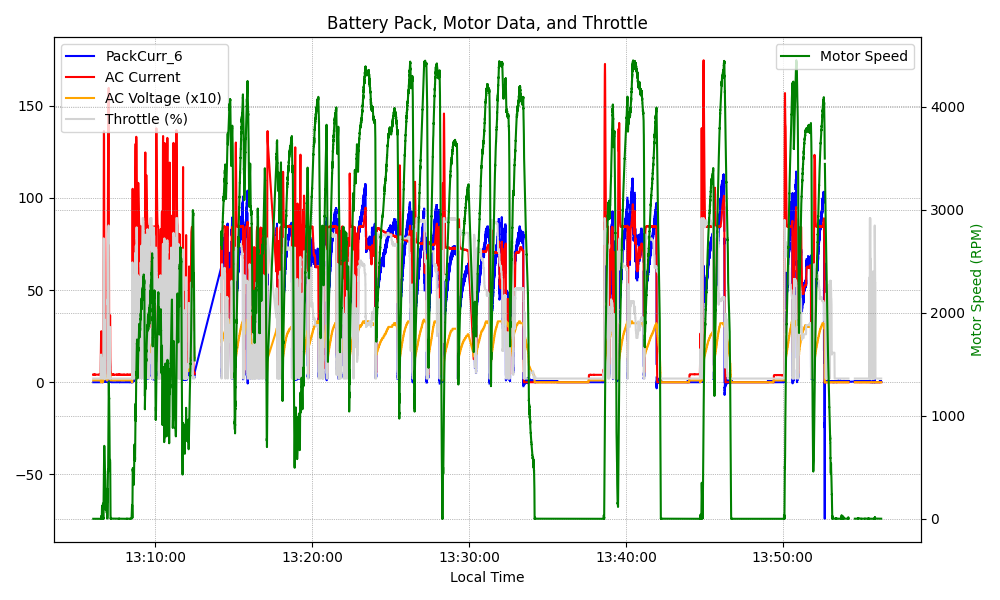 Battery Pack, Motor Data, and Throttle
PackCurr_6
AC Current
AC Voltage (x10)
Throttle (%)
Motor Speed
150
100
50
0
−50
4000
3000
2000
1000
0
Motor Speed (RPM)
13:10:00
13:20:00
13:30:00
13:40:00
13:50:00
Local Time